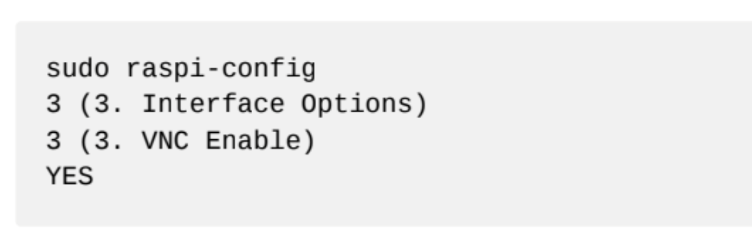 sudo raspi-config
3 (3. Interface Options)
3 (3. VNC Enable)
YES